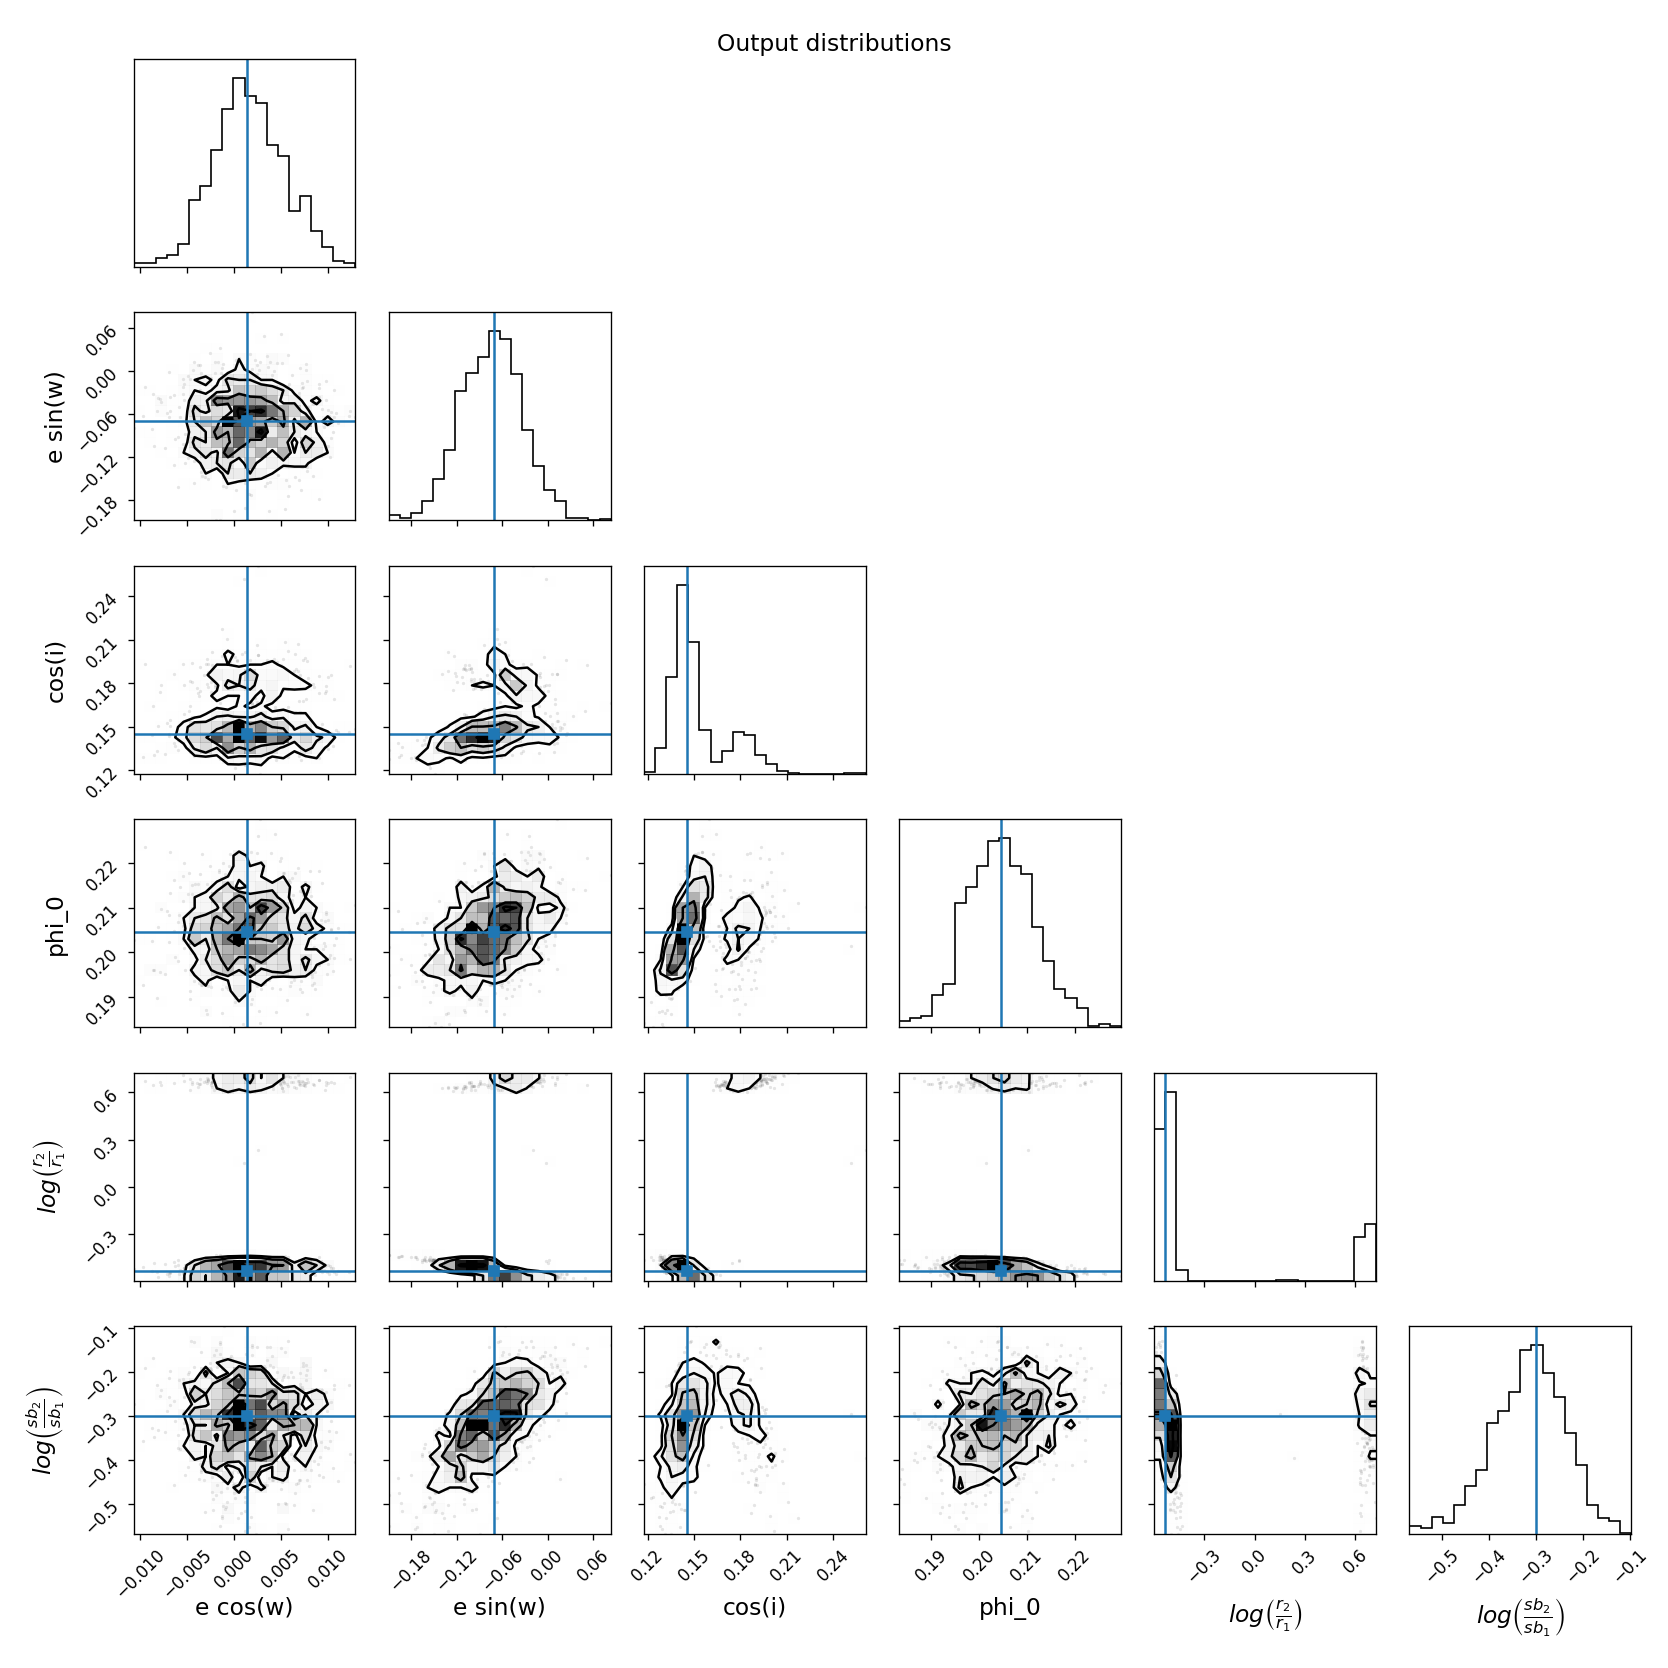 Output distributions
e sin(w)
0.06
0.00
−0.06
−0.12
−0.18
cos(i)
0.24
0.21
0.18
0.15
0.12
phi_0
0.22
0.21
0.20
0.19
log(r2/r1)
0.6
0.3
0.0
−0.3
log(sb2/sb1)
−0.1
−0.2
−0.3
−0.4
−0.5
−0.010 −0.005 0.000 0.005 0.010
−0.18 −0.12 −0.06 0.00 0.06
0.12 0.15 0.18 0.21 0.24
0.19 0.20 0.21 0.22
−0.3 0.0 0.3 0.6
−0.5 −0.4 −0.3 −0.2 −0.1
e cos(w)
e sin(w)
cos(i)
phi_0
log(r2/r1)
log(sb2/sb1)